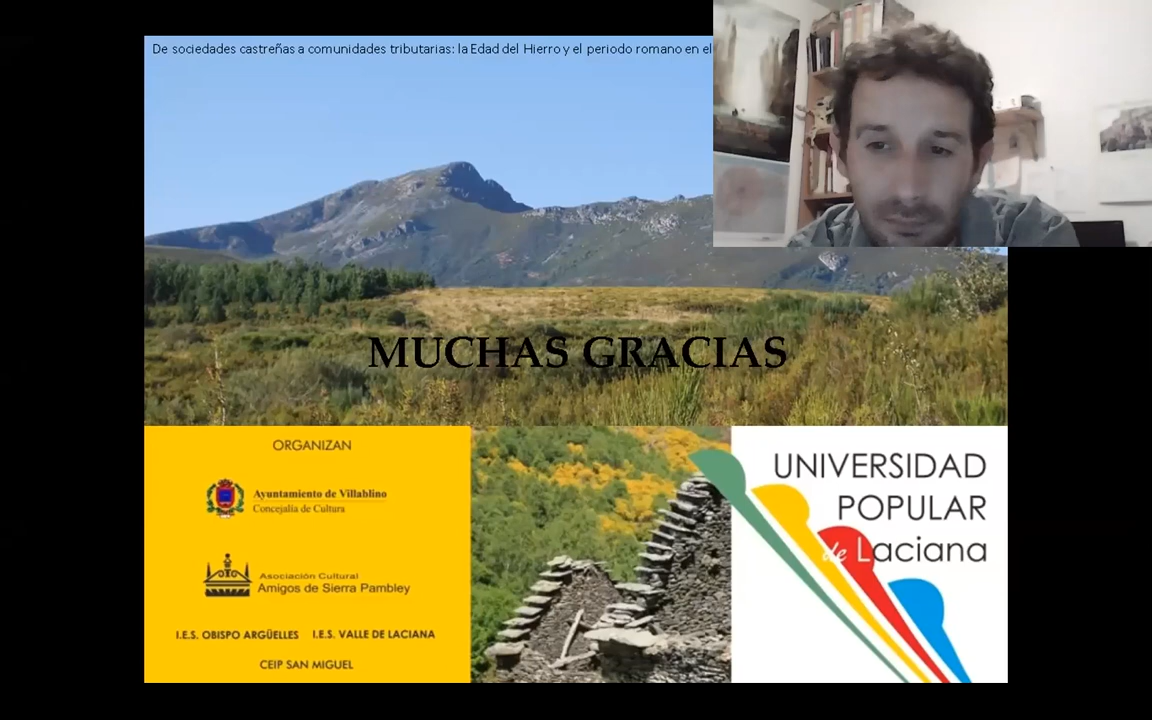 De sociedades castreñas a comunidades tributarias: la Edad del Hierro y el periodo romano en el
MUCHAS GRACIAS
ORGANIZAN
Ayuntamiento de Villablino
Concejalía de Cultura
Asociación Cultural
Amigos de Sierra Pambley
I.E.S. OBISPO ARGÜELLES I.E.S. VALLE DE LACIANA
CEIP SAN MIGUEL
UNIVERSIDAD
POPULAR
de Laciana